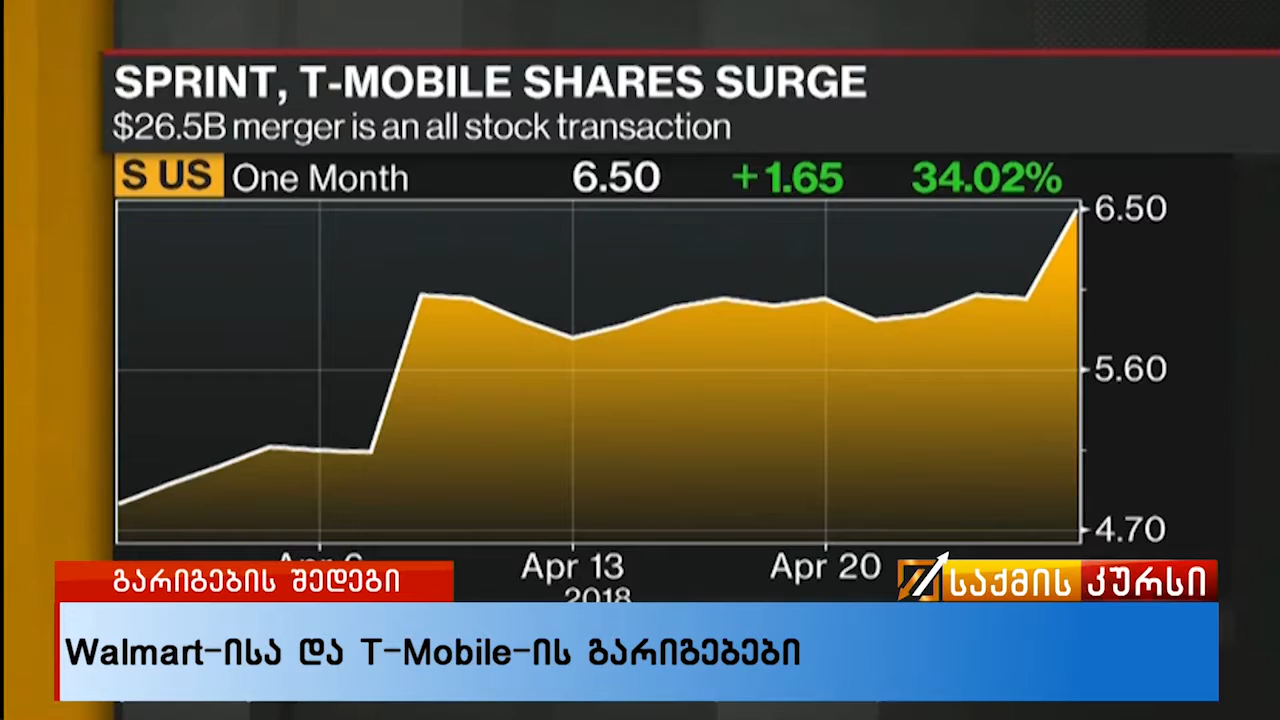 SPRINT, T-MOBILE SHARES SURGE
$26.5B merger is an all stock transaction
S US One Month 6.50 +1.65 34.02%
6.50
5.60
4.70
Apr 13 Apr 20
2018
გარიგების შედეგი
საქმის კურსი
Walmart-ისა და T-Mobile-ის გარიგებები